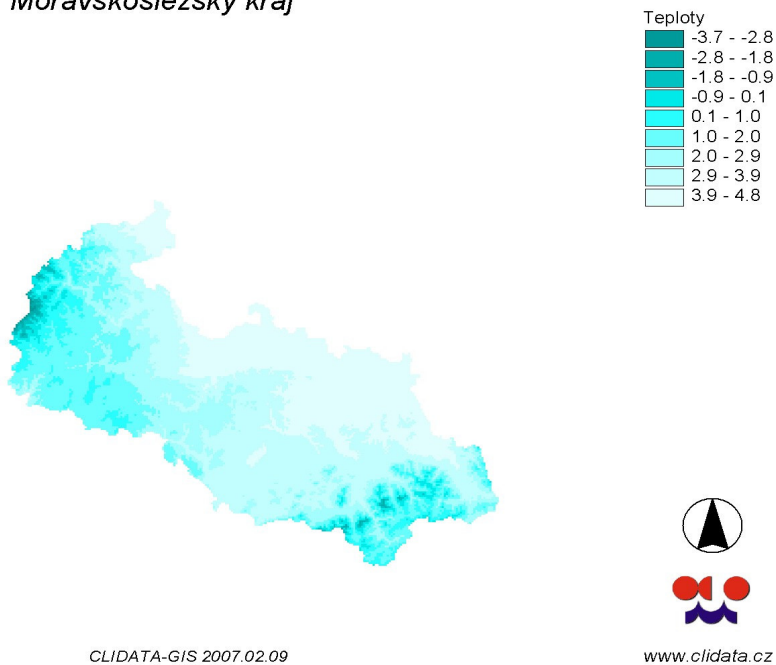 Moravskoslezský kraj
Teploty
-3.7 - -2.8
-2.8 - -1.8
-1.8 - -0.9
-0.9 - 0.1
0.1 - 1.0
1.0 - 2.0
2.0 - 2.9
2.9 - 3.9
3.9 - 4.8
CLIDATA-GIS 2007.02.09
www.clidata.cz